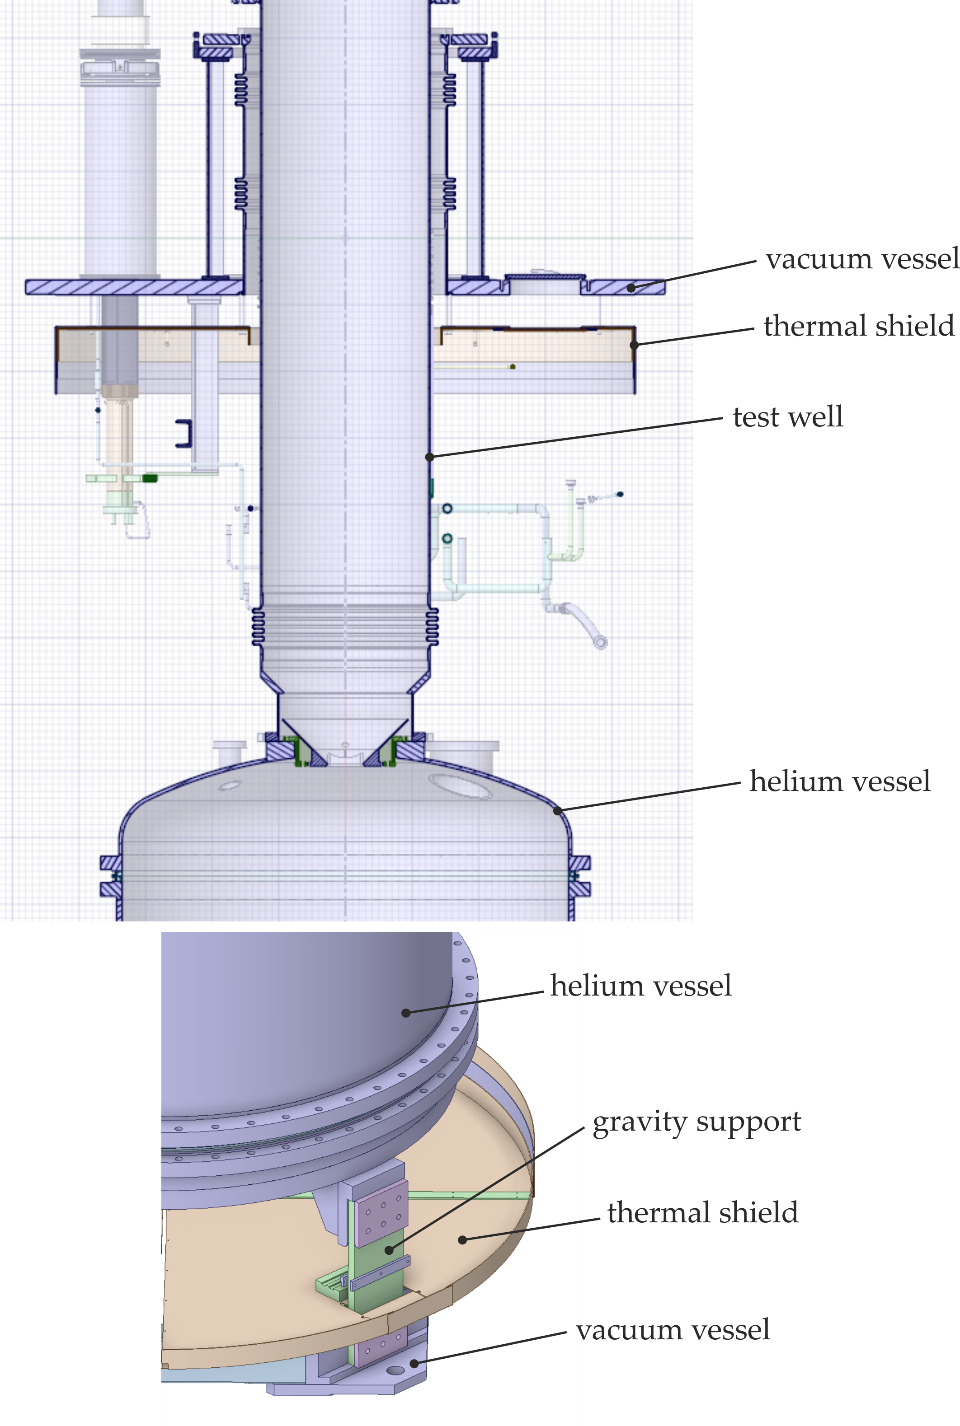 vacuum vessel
thermal shield
test well
helium vessel
helium vessel
gravity support
thermal shield
vacuum vessel